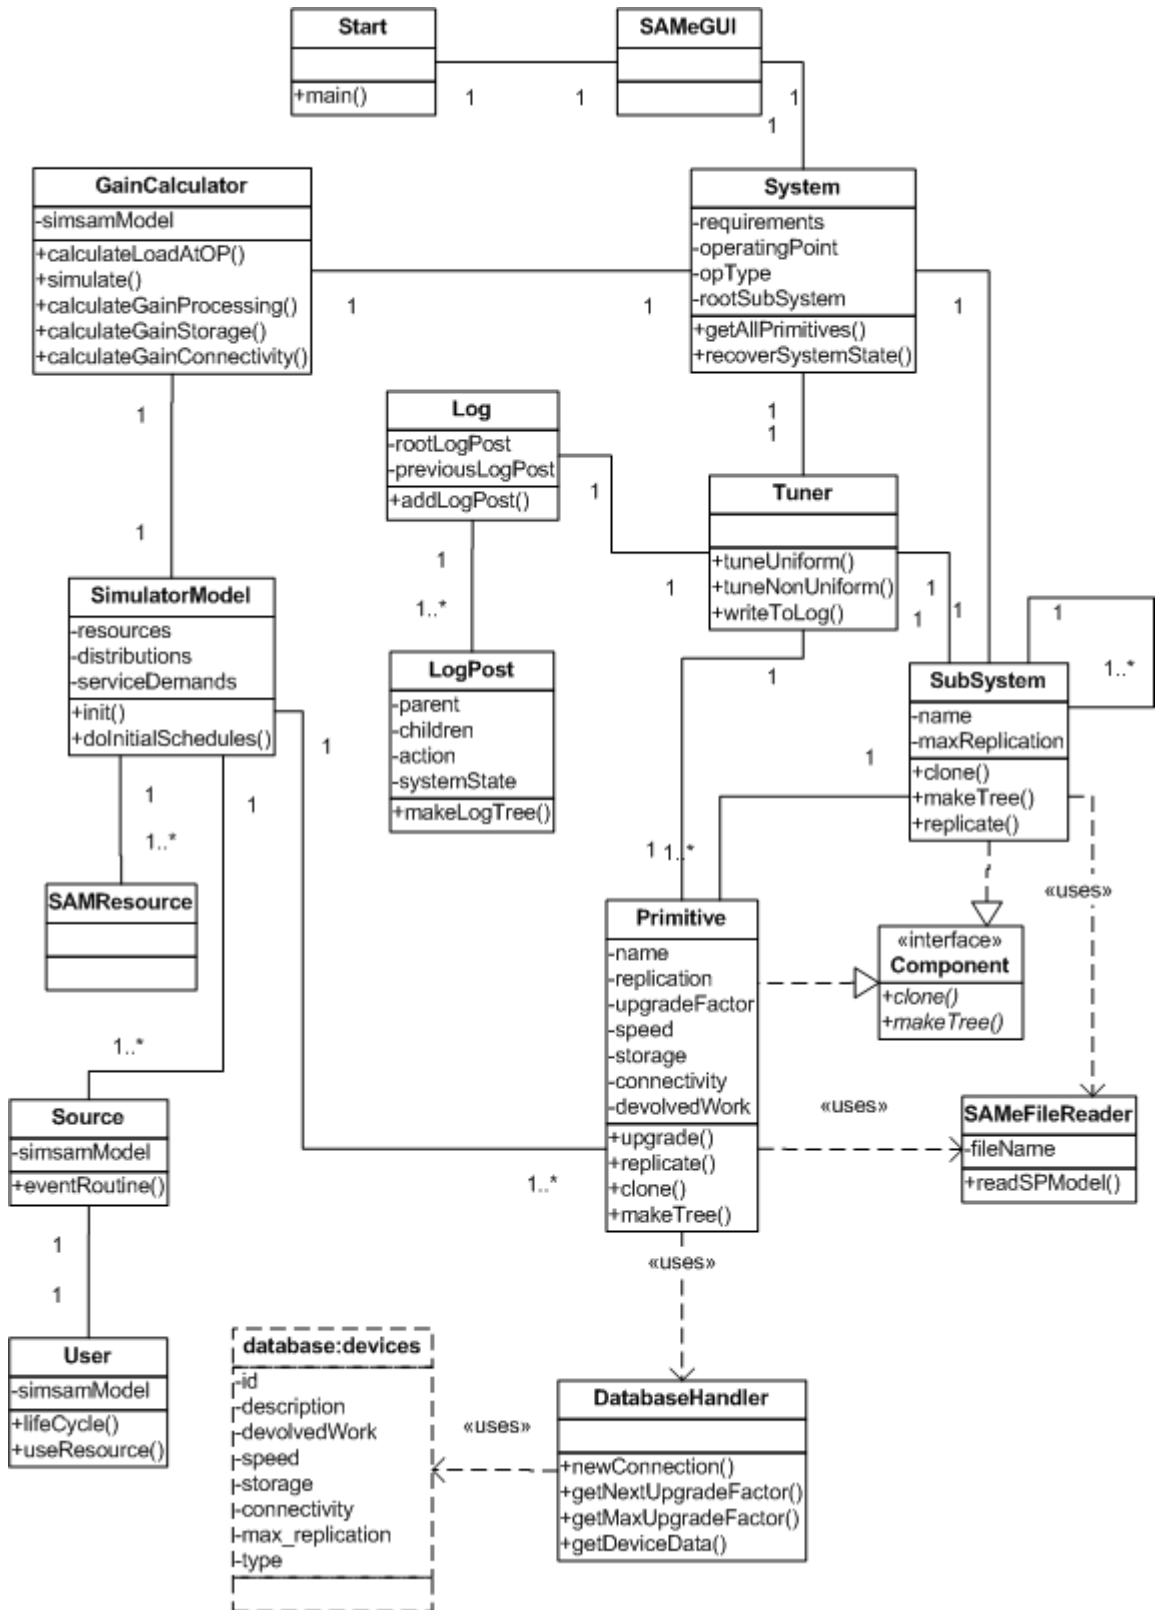 Start
+main()
SAMeGUI
1
1
1
1
GainCalculator
-simsamModel
+calculateLoadAtOP()
+simulate()
+calculateGainProcessing()
+calculateGainStorage()
+calculateGainConnectivity()
System
-requirements
-operatingPoint
-opType
-rootSubSystem
+getAllPrimitives()
+recoverSystemState()
1
1
1
1
1
1
Log
-rootLogPost
-previousLogPost
+addLogPost()
1
Tuner
+tuneUniform()
+tuneNonUniform()
+writeToLog()
1
1
1
1..*
1
1
1
1
1
1..*
SimulatorModel
-resources
-distributions
-serviceDemands
+init()
+doInitialSchedules()
LogPost
-parent
-children
-action
-systemState
+makeLogTree()
SubSystem
-name
-maxReplication
+clone()
+makeTree()
+replicate()
1
1
1
1
1
1..*
1
1..*
SAMResource
«uses»
Primitive
-name
-replication
-upgradeFactor
-speed
-storage
-connectivity
-devolvedWork
+upgrade()
+replicate()
+clone()
+makeTree()
«interface»
Component
+clone()
+makeTree()
1..*
Source
-simsamModel
+eventRoutine()
«uses»
SAMeFileReader
-fileName
+readSPModel()
1..*
1
1
«uses»
User
-simsamModel
+lifeCycle()
+useResource()
database:devices
-id
-description
-devolvedWork
-speed
-storage
-connectivity
-max_replication
-type
«uses»
DatabaseHandler
+newConnection()
+getNextUpgradeFactor()
+getMaxUpgradeFactor()
+getDeviceData()